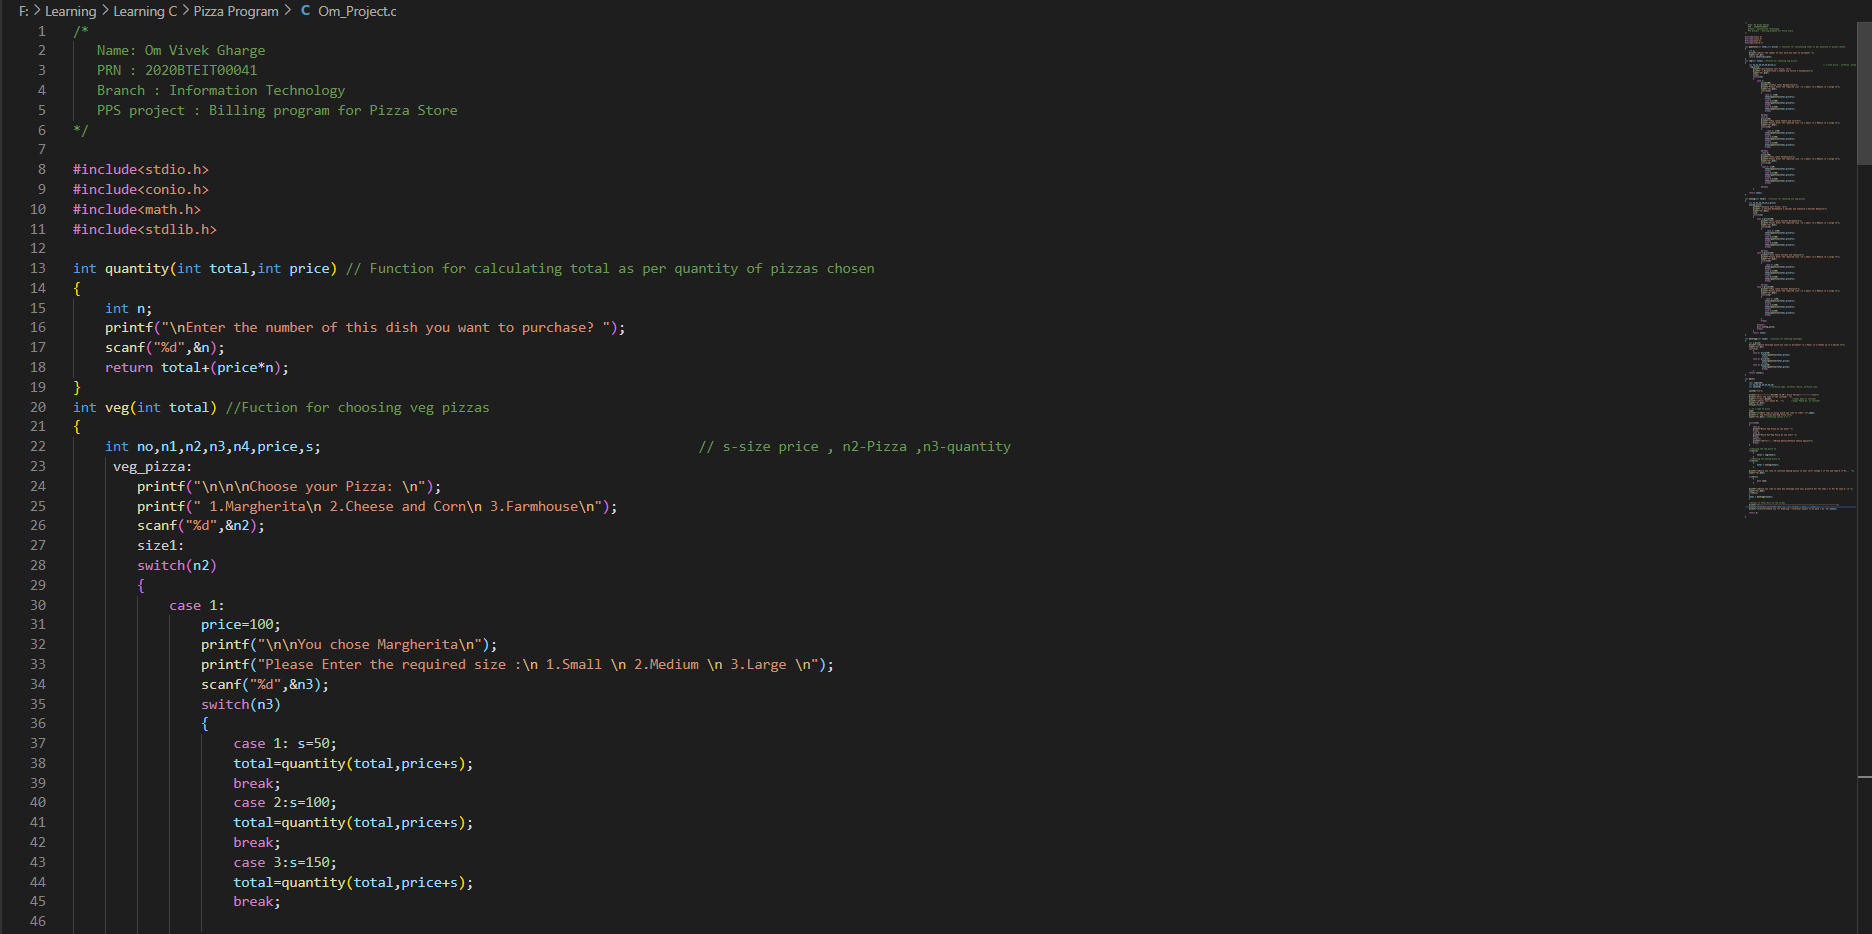 F: > Learning > Learning C > Pizza Program > C Om_Project.c
1 /*
2 Name: Om Vivek Gharge
3 PRN : 2020BTEIT00041
4 Branch : Information Technology
5 PPS project : Billing program for Pizza Store
6 */
7
8 #include<stdio.h>
9 #include<conio.h>
10 #include<math.h>
11 #include<stdlib.h>
12
13 int quantity(int total,int price) // Function for calculating total as per quantity of pizzas chosen
14 {
15 int n;
16 printf("\nEnter the number of this dish you want to purchase? ");
17 scanf("%d",&n);
18 return total+(price*n);
19 }
20 int veg(int total) //Fuction for choosing veg pizzas
21 {
22 int no,n1,n2,n3,n4,price,s; // s-size price , n2-Pizza ,n3-quantity
23 veg_pizza:
24 printf("\n\n\nChoose your Pizza: \n");
25 printf(" 1.Margherita\n 2.Cheese and Corn\n 3.Farmhouse\n");
26 scanf("%d",&n2);
27 size1:
28 switch(n2)
29 {
30 case 1:
31 price=100;
32 printf("\n\nYou chose Margherita\n");
33 printf("Please Enter the required size :\n 1.Small \n 2.Medium \n 3.Large \n");
34 scanf("%d",&n3);
35 switch(n3)
36 {
37 case 1: s=50;
38 total=quantity(total,price+s);
39 break;
40 case 2:s=100;
41 total=quantity(total,price+s);
42 break;
43 case 3:s=150;
44 total=quantity(total,price+s);
45 break;
46